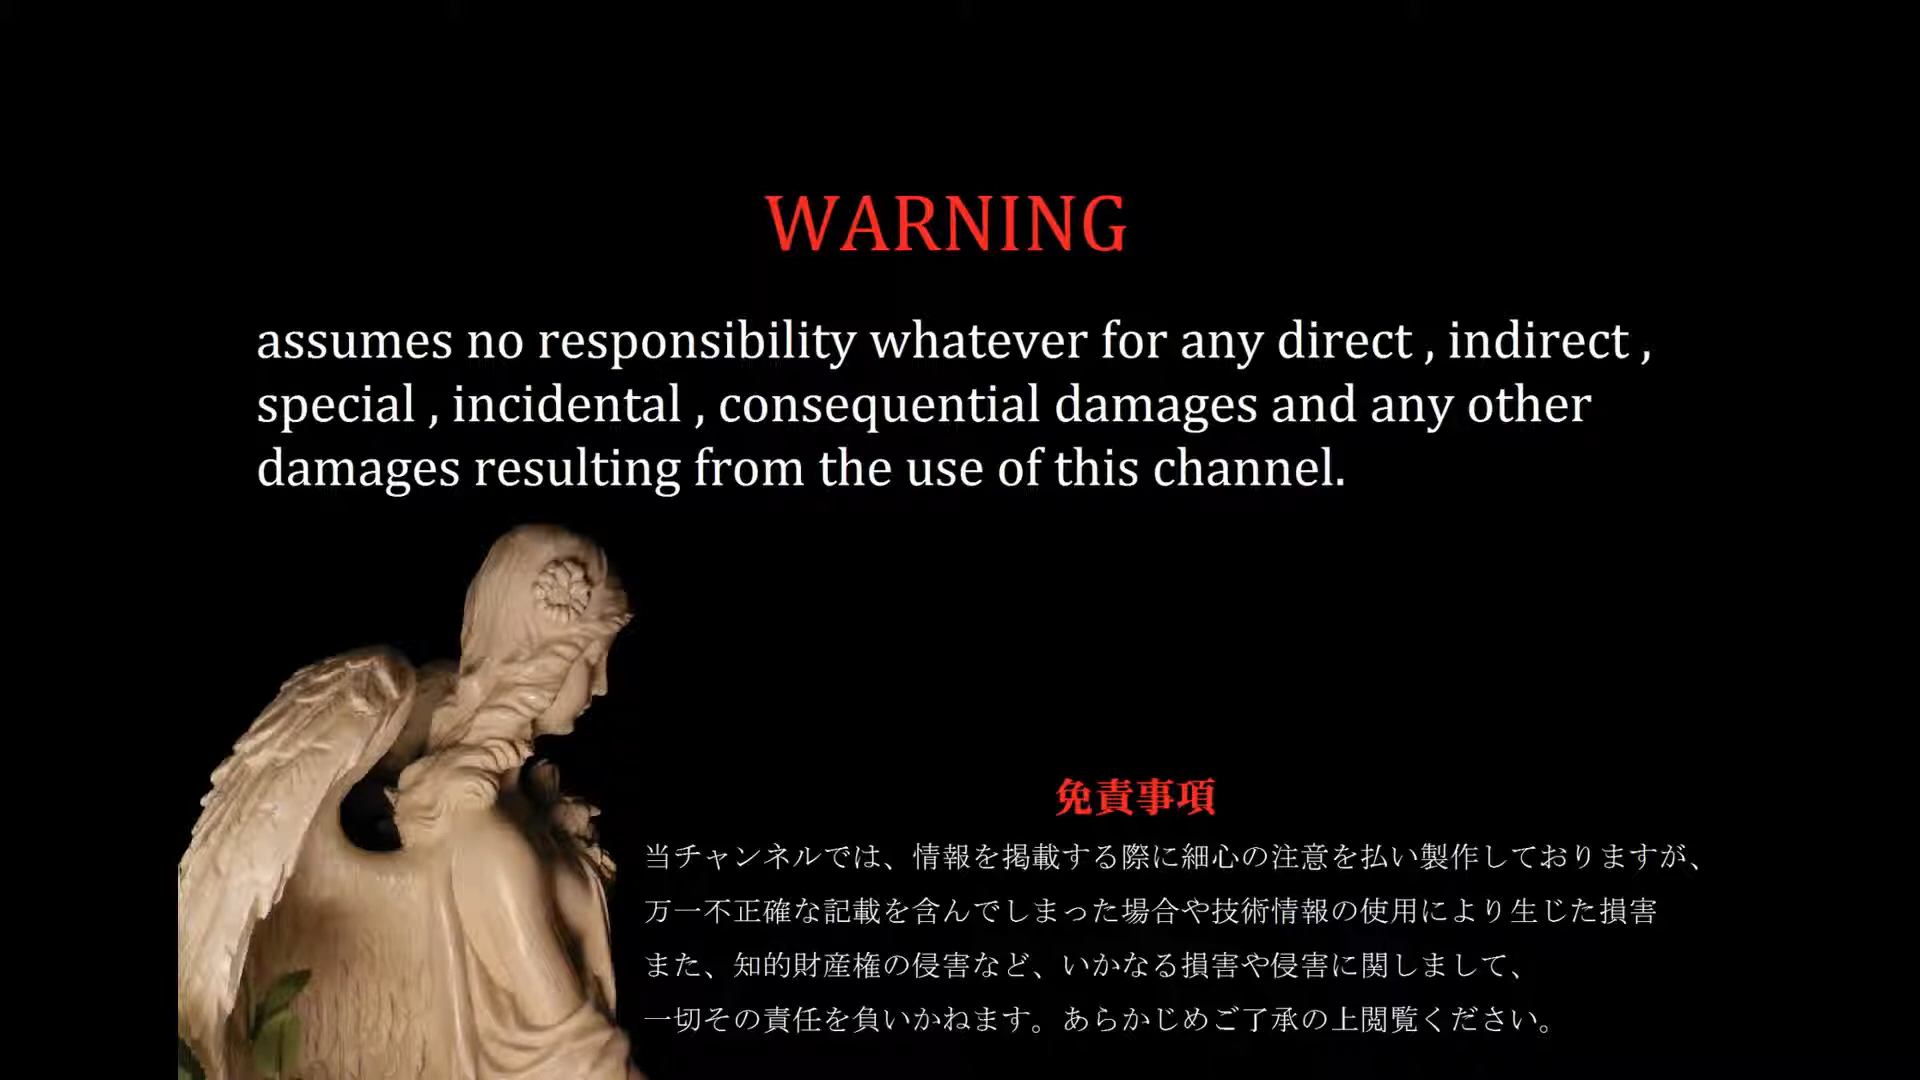 WARNING
assumes no responsibility whatever for any direct , indirect ,
special , incidental , consequential damages and any other
damages resulting from the use of this channel.
免責事項
当チャンネルでは、情報を掲載する際に細心の注意を払い製作しておりますが、
万一不正確な記載を含んでしまった場合や技術情報の使用により生じた損害
また、知的財産権の侵害など、いかなる損害や侵害に関しまして、
一切その責任を負いかねます。あらかじめご了承の上閲覧ください。